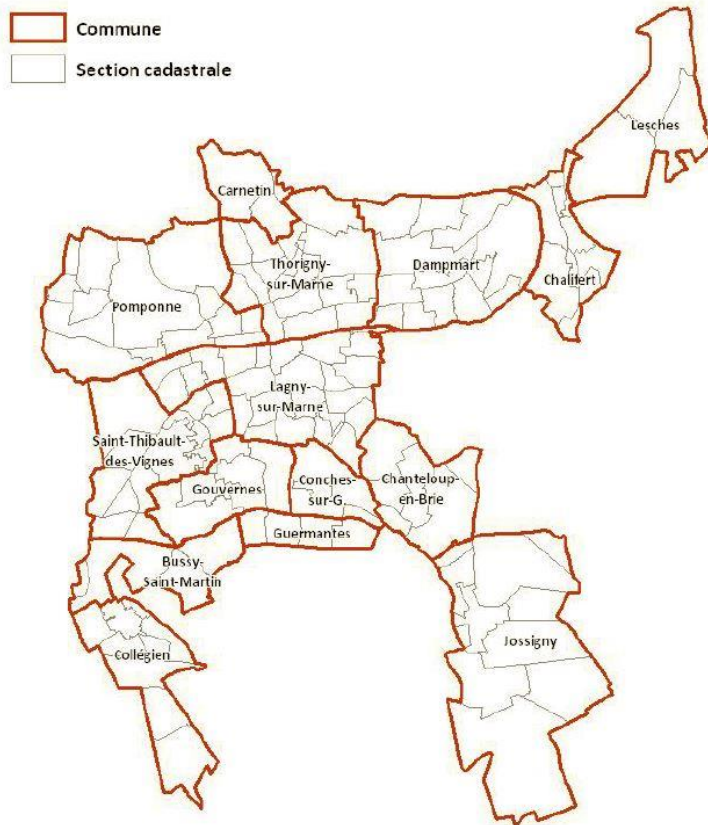 Commune
Section cadastrale
Lesches
Carnetin
Thorigny-
sur-Marne
Dampmart
Chalifert
Pomponne
Lagny-
sur-Marne
Saint-Thibault-
des-Vignes
Gouvernes
Conches-
sur-G.
Chanteloup-
en-Brie
Guermantes
Bussy-
Saint-Martin
Jossigny
Collégien